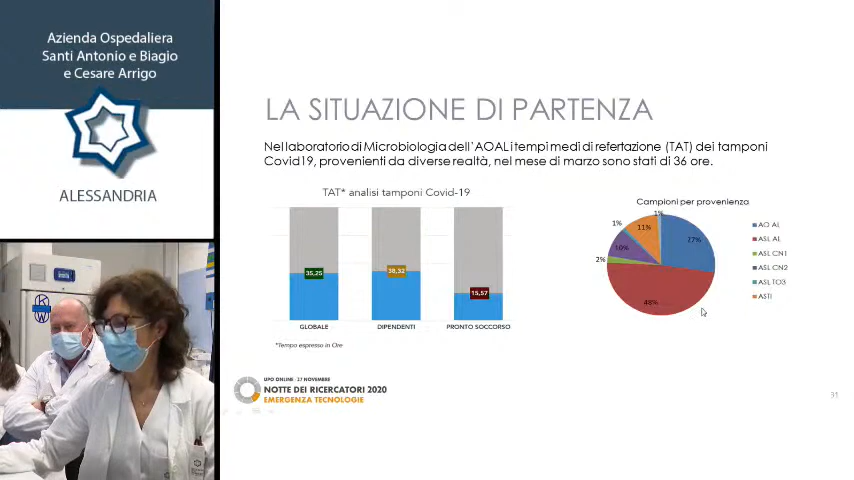 Azienda Ospedaliera
Santi Antonio e Biagio
e Cesare Arrigo
ALESSANDRIA
LA SITUAZIONE DI PARTENZA
Nel laboratorio di Microbiologia dell'AOAL i tempi medi di refertazione (TAT) dei tamponi
Covid19, provenienti da diverse realtà, nel mese di marzo sono stati di 36 ore.
TAT* analisi tamponi Covid-19
35,25
38,32
15,57
GLOBALE
DIPENDENTI
PRONTO SOCCORSO
*Tempo espresso in Ore
Campioni per provenienza
1%
1%
11%
27%
10%
2%
48%
AO AL
ASL AL
ASL CN1
ASL CN2
ASL TO3
ASTI
UPO ONLINE · 27 NOVEMBRE
NOTTE DEI RICERCATORI 2020
EMERGENZA TECNOLOGIE
31
KW